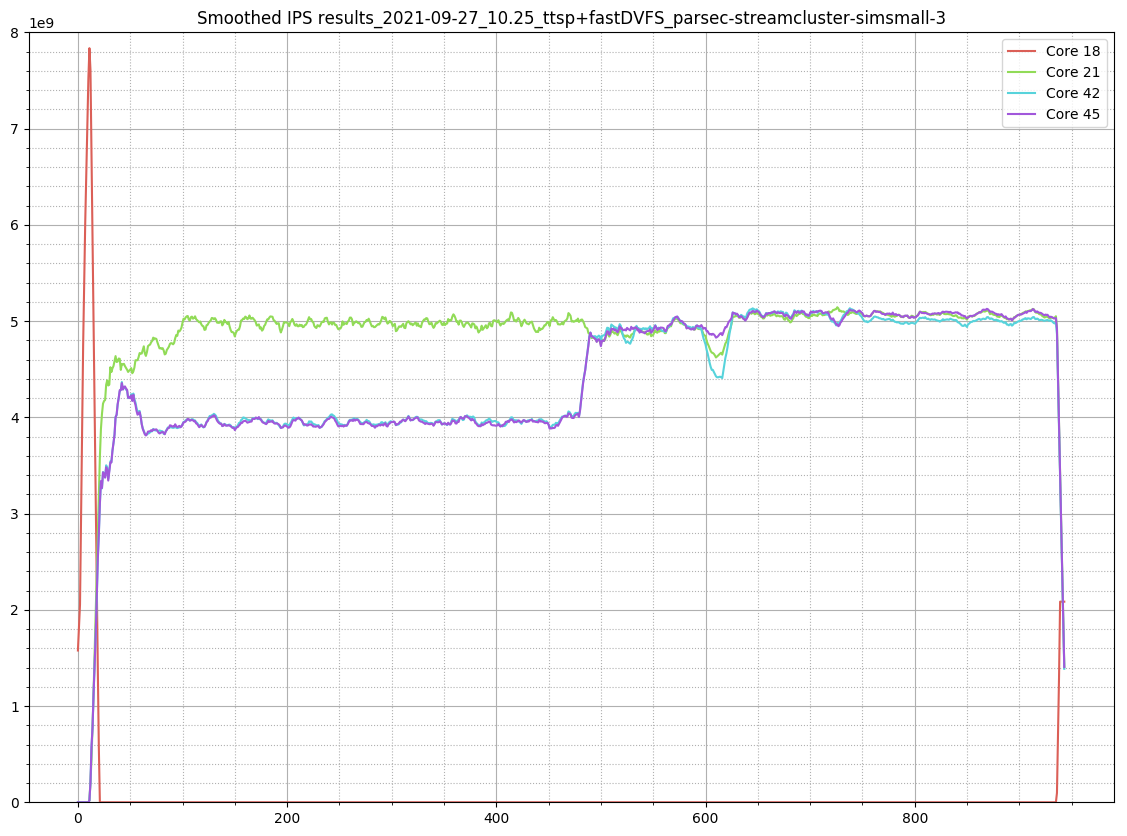 Smoothed IPS results_2021-09-27_10.25_ttsp+fastDVFS_parsec-streamcluster-simsmall-3
1e9
8
7
6
5
4
3
2
1
0
Core 18
Core 21
Core 42
Core 45
0 200 400 600 800